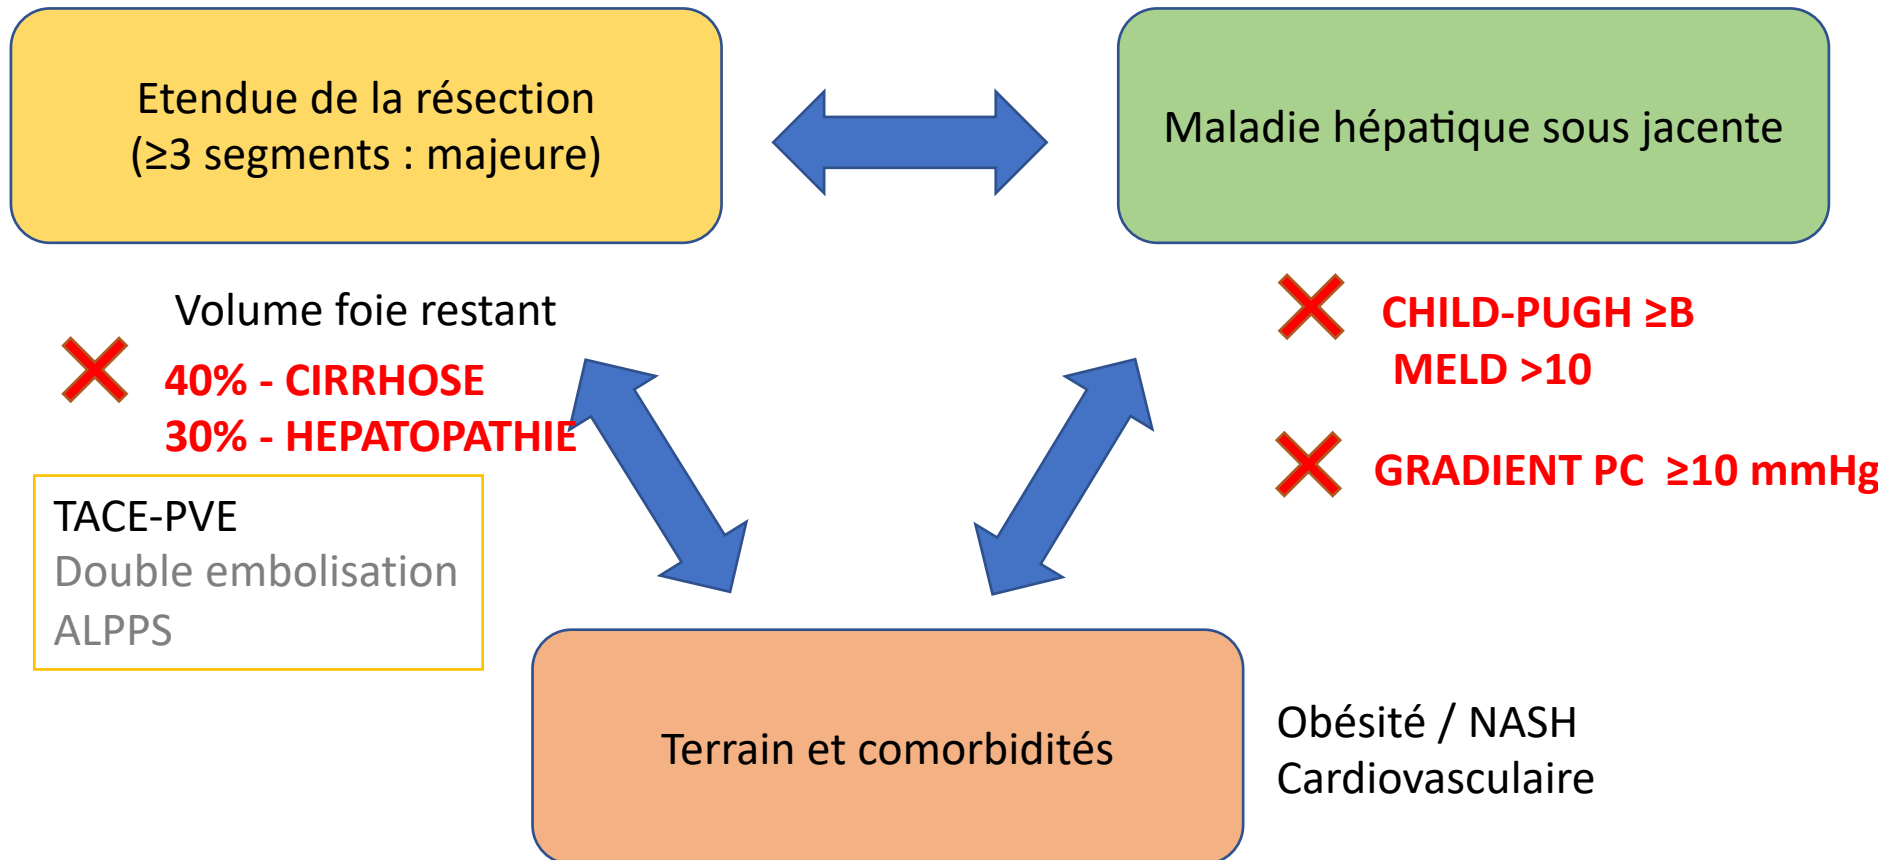 Etendue de la résection
(≥3 segments : majeure)
Maladie hépatique sous jacente
Volume foie restant
40% - CIRRHOSE
30% - HEPATOPATHIE
CHILD-PUGH ≥B
MELD >10
GRADIENT PC ≥10 mmHg
TACE-PVE
Double embolisation
ALPPS
Terrain et comorbidités
Obésité / NASH
Cardiovasculaire